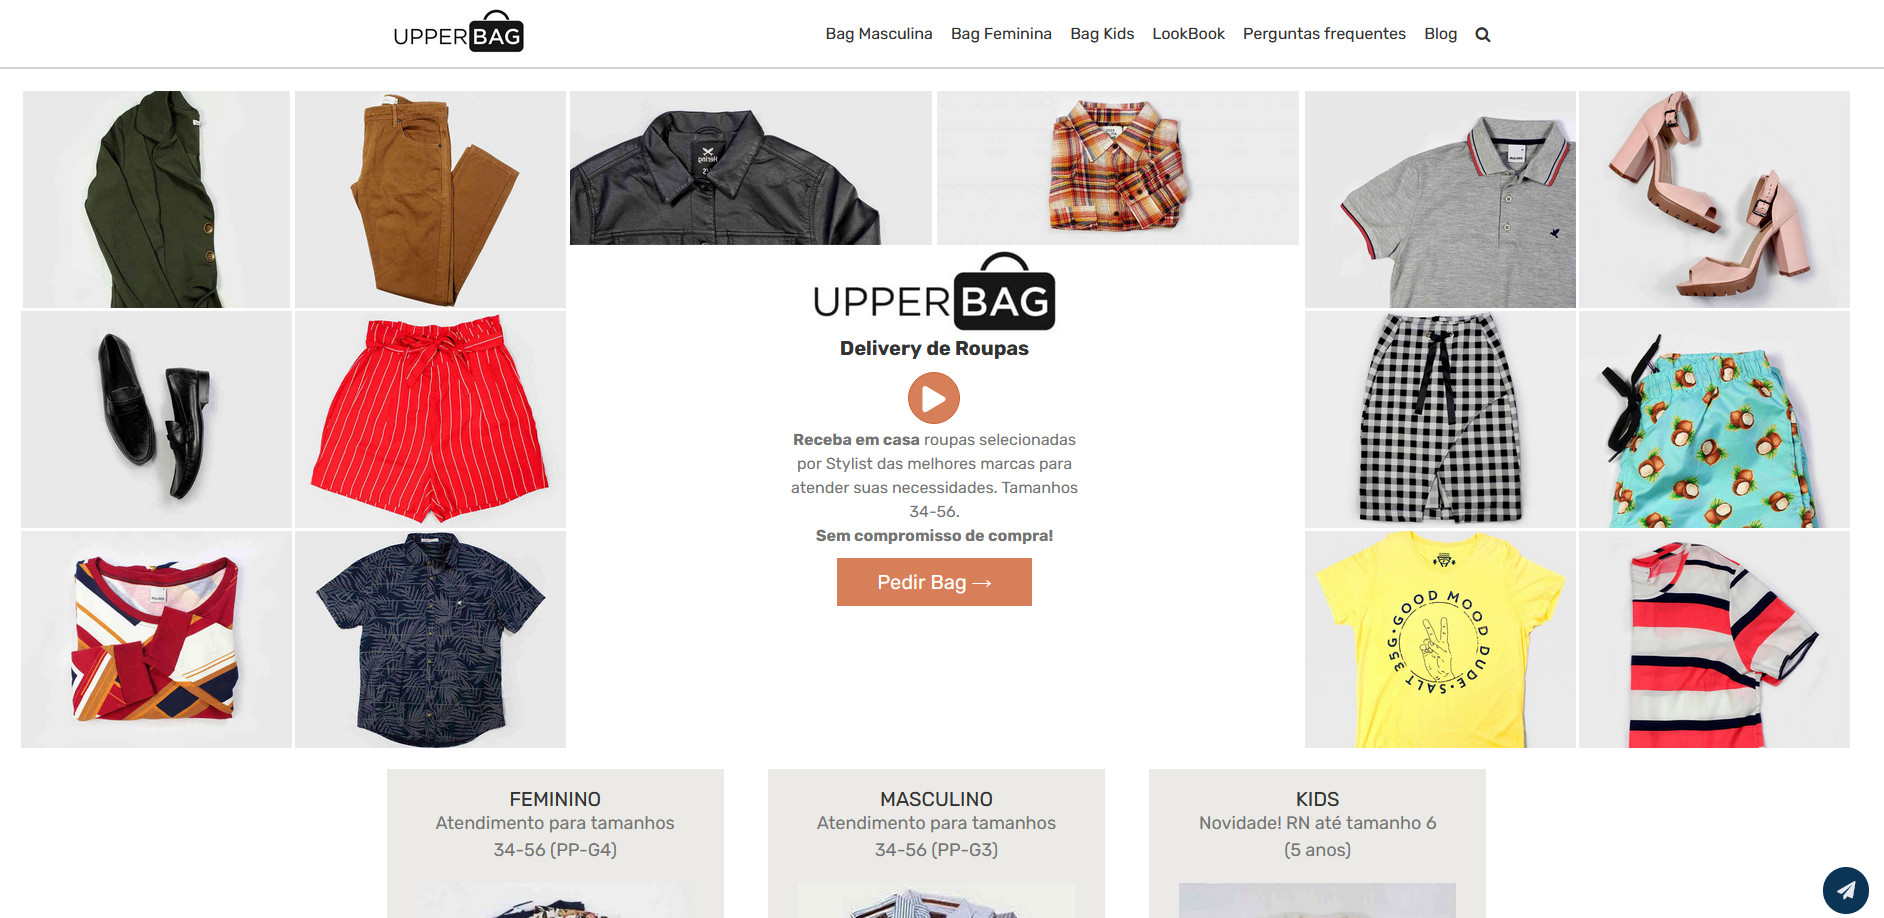 UPPERBAG
Bag Masculina Bag Feminina Bag Kids LookBook Perguntas frequentes Blog
UPPERBAG
Delivery de Roupas
Receba em casa roupas selecionadas
por Stylist das melhores marcas para
atender suas necessidades. Tamanhos
34-56.
Sem compromisso de compra!
Pedir Bag →
GOOD MOOD DUDE • SALT 35G •
FEMININO
Atendimento para tamanhos
34-56 (PP-G4)
MASCULINO
Atendimento para tamanhos
34-56 (PP-G3)
KIDS
Novidade! RN até tamanho 6
(5 anos)